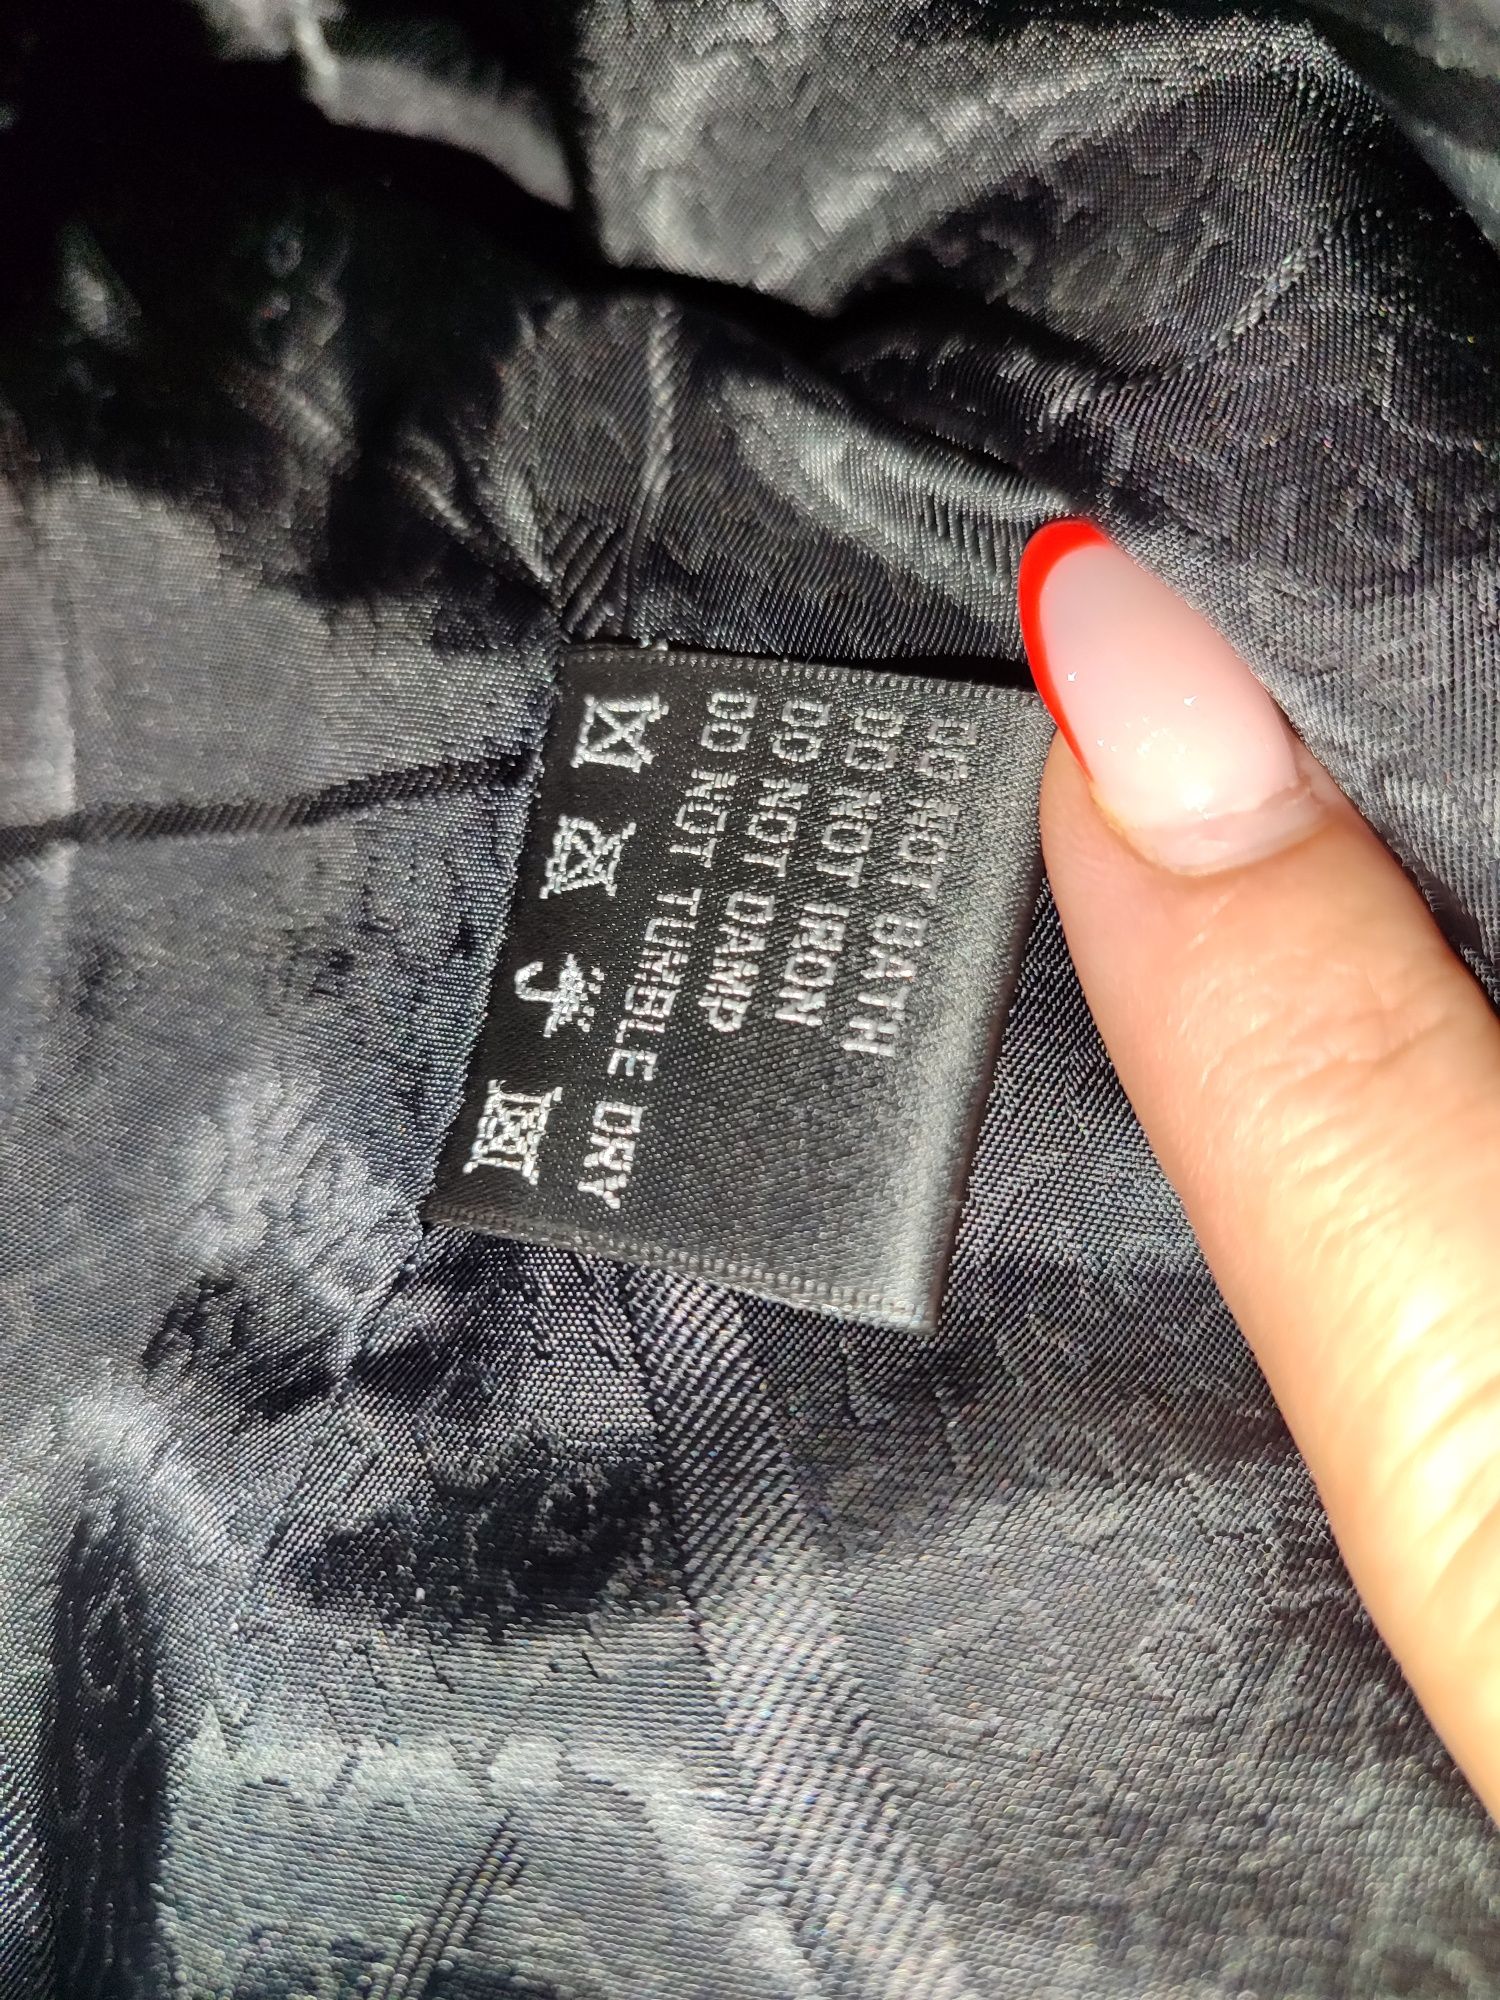 DO NOT BATH
DO NOT IRON
DO NOT DAMP
DO NOT TUMBLE DRY